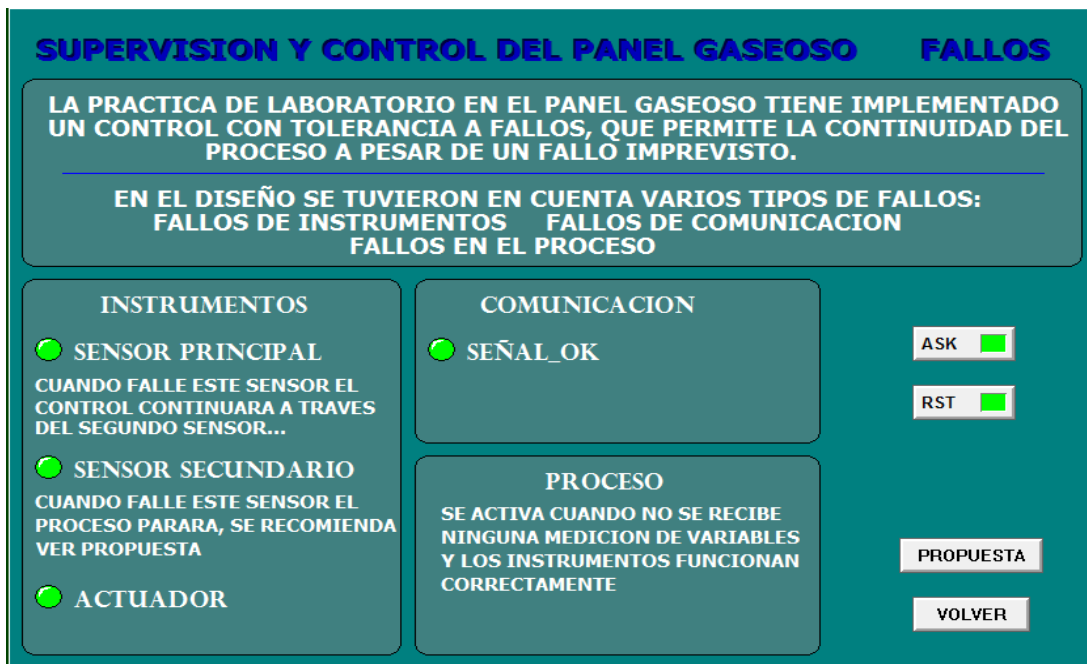 SUPERVISION Y CONTROL DEL PANEL GASEOSO FALLOS
LA PRACTICA DE LABORATORIO EN EL PANEL GASEOSO TIENE IMPLEMENTADO
UN CONTROL CON TOLERANCIA A FALLOS, QUE PERMITE LA CONTINUIDAD DEL
PROCESO A PESAR DE UN FALLO IMPREVISTO.
EN EL DISEÑO SE TUVIERON EN CUENTA VARIOS TIPOS DE FALLOS:
FALLOS DE INSTRUMENTOS FALLOS DE COMUNICACION
FALLOS EN EL PROCESO
INSTRUMENTOS
SENSOR PRINCIPAL
CUANDO FALLE ESTE SENSOR EL
CONTROL CONTINUARA A TRAVES
DEL SEGUNDO SENSOR...
SENSOR SECUNDARIO
CUANDO FALLE ESTE SENSOR EL
PROCESO PARARA, SE RECOMIENDA
VER PROPUESTA
ACTUADOR
COMUNICACION
SEÑAL_OK
PROCESO
SE ACTIVA CUANDO NO SE RECIBE
NINGUNA MEDICION DE VARIABLES
Y LOS INSTRUMENTOS FUNCIONAN
CORRECTAMENTE
ASK
RST
PROPUESTA
VOLVER